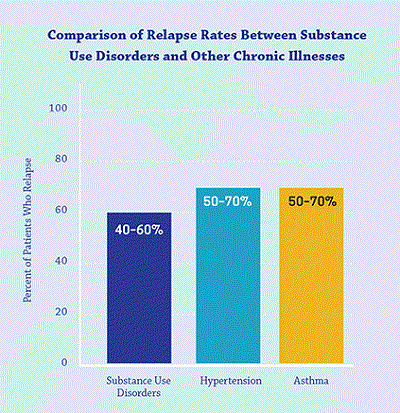 Comparison of Relapse Rates Between Substance
Use Disorders and Other Chronic Illnesses
Percent of Patients Who Relapse
100
80
60
40
20
0
40–60%
50–70%
50–70%
Substance Use
Disorders
Hypertension
Asthma